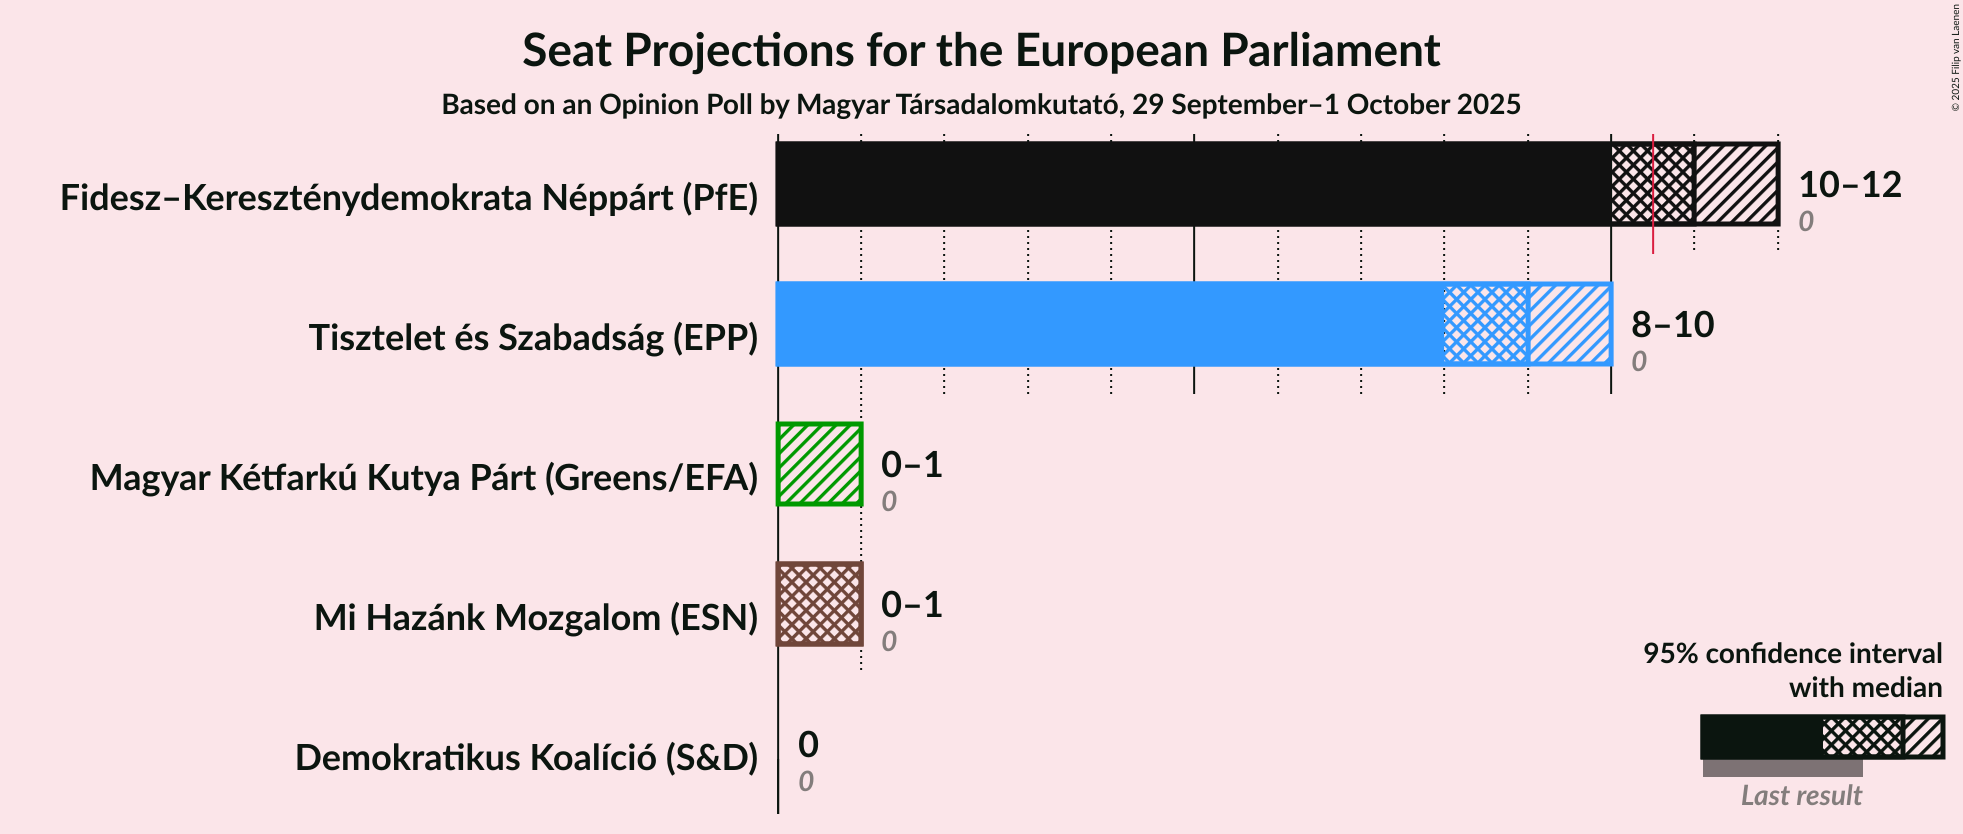 Seat Projections for the European Parliament
Based on an Opinion Poll by Magyar Társadalomkutató, 29 September–1 October 2025
© 2025 Filip van Laenen
Fidesz–Kereszténydemokrata Néppárt (PfE)
10–12
0
Tisztelet és Szabadság (EPP)
8–10
0
Magyar Kétfarkú Kutya Párt (Greens/EFA)
0–1
0
Mi Hazánk Mozgalom (ESN)
0–1
0
Demokratikus Koalíció (S&D)
0
0
95% confidence interval
with median
Last result